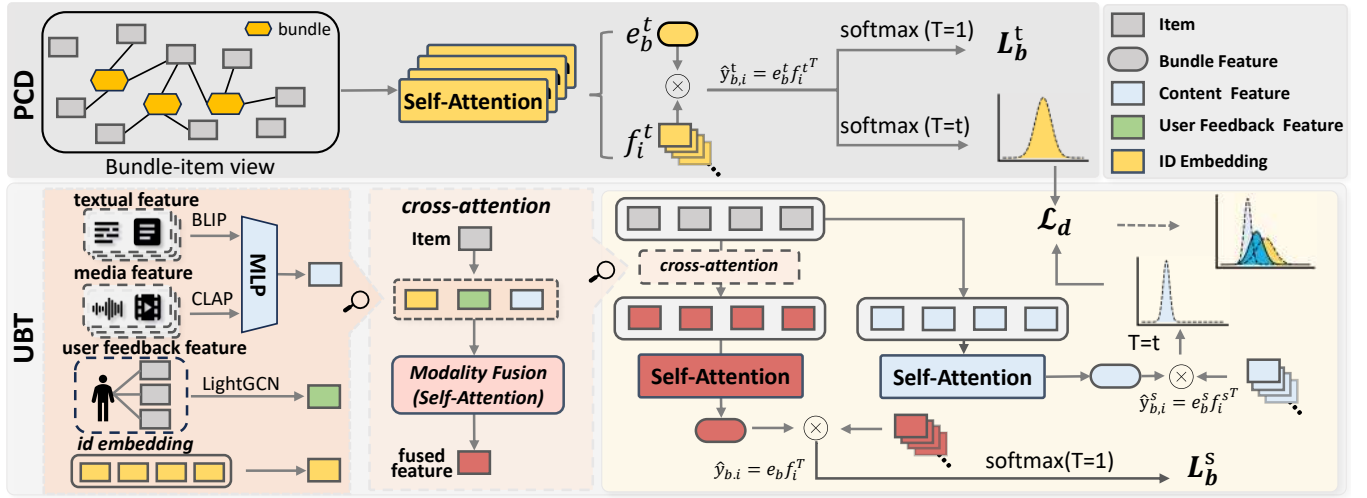 PCD
bundle
Bundle-item view
Self-Attention
e_b^t
f_i^t
ŷ_{b,i}^t = e_b^t f_i^{t^T}
softmax (T=1)
softmax (T=t)
L_b^t
Item
Bundle Feature
Content Feature
User Feedback Feature
ID Embedding
UBT
textual feature
BLIP
media feature
CLAP
MLP
user feedback feature
LightGCN
id embedding
cross-attention
Item
Modality Fusion
(Self-Attention)
fused
feature
cross-attention
Self-Attention
Self-Attention
ŷ_{b.i} = e_b f_i^T
softmax(T=1)
L_b^s
ŷ_{b,i}^s = e_b^s f_i^{s^T}
T=t
ℒ_d